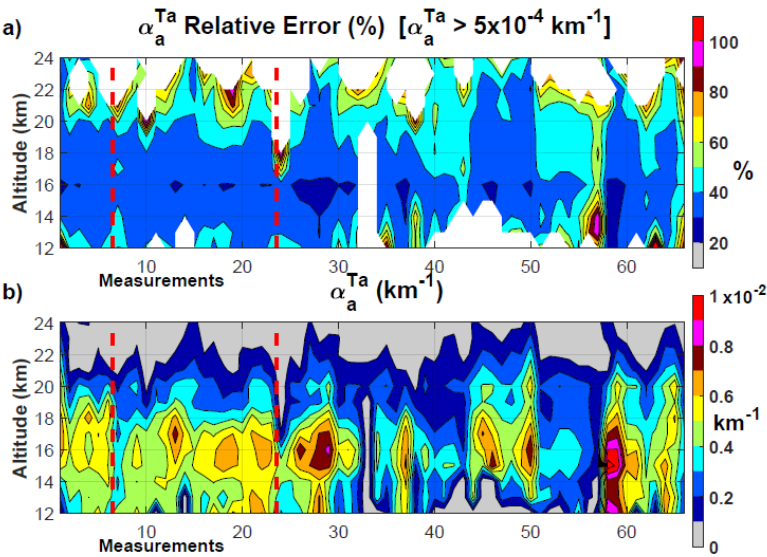 a) α_a^Ta Relative Error (%) [α_a^Ta > 5x10^-4 km^-1]
Altitude (km)
24
22
20
18
16
14
12
10 20 30 40 50 60
Measurements
100
80
60
%
40
20
b) α_a^Ta (km^-1)
Altitude (km)
24
22
20
18
16
14
12
10 20 30 40 50 60
Measurements
1 x10^-2
0.8
0.6
km^-1
0.4
0.2
0